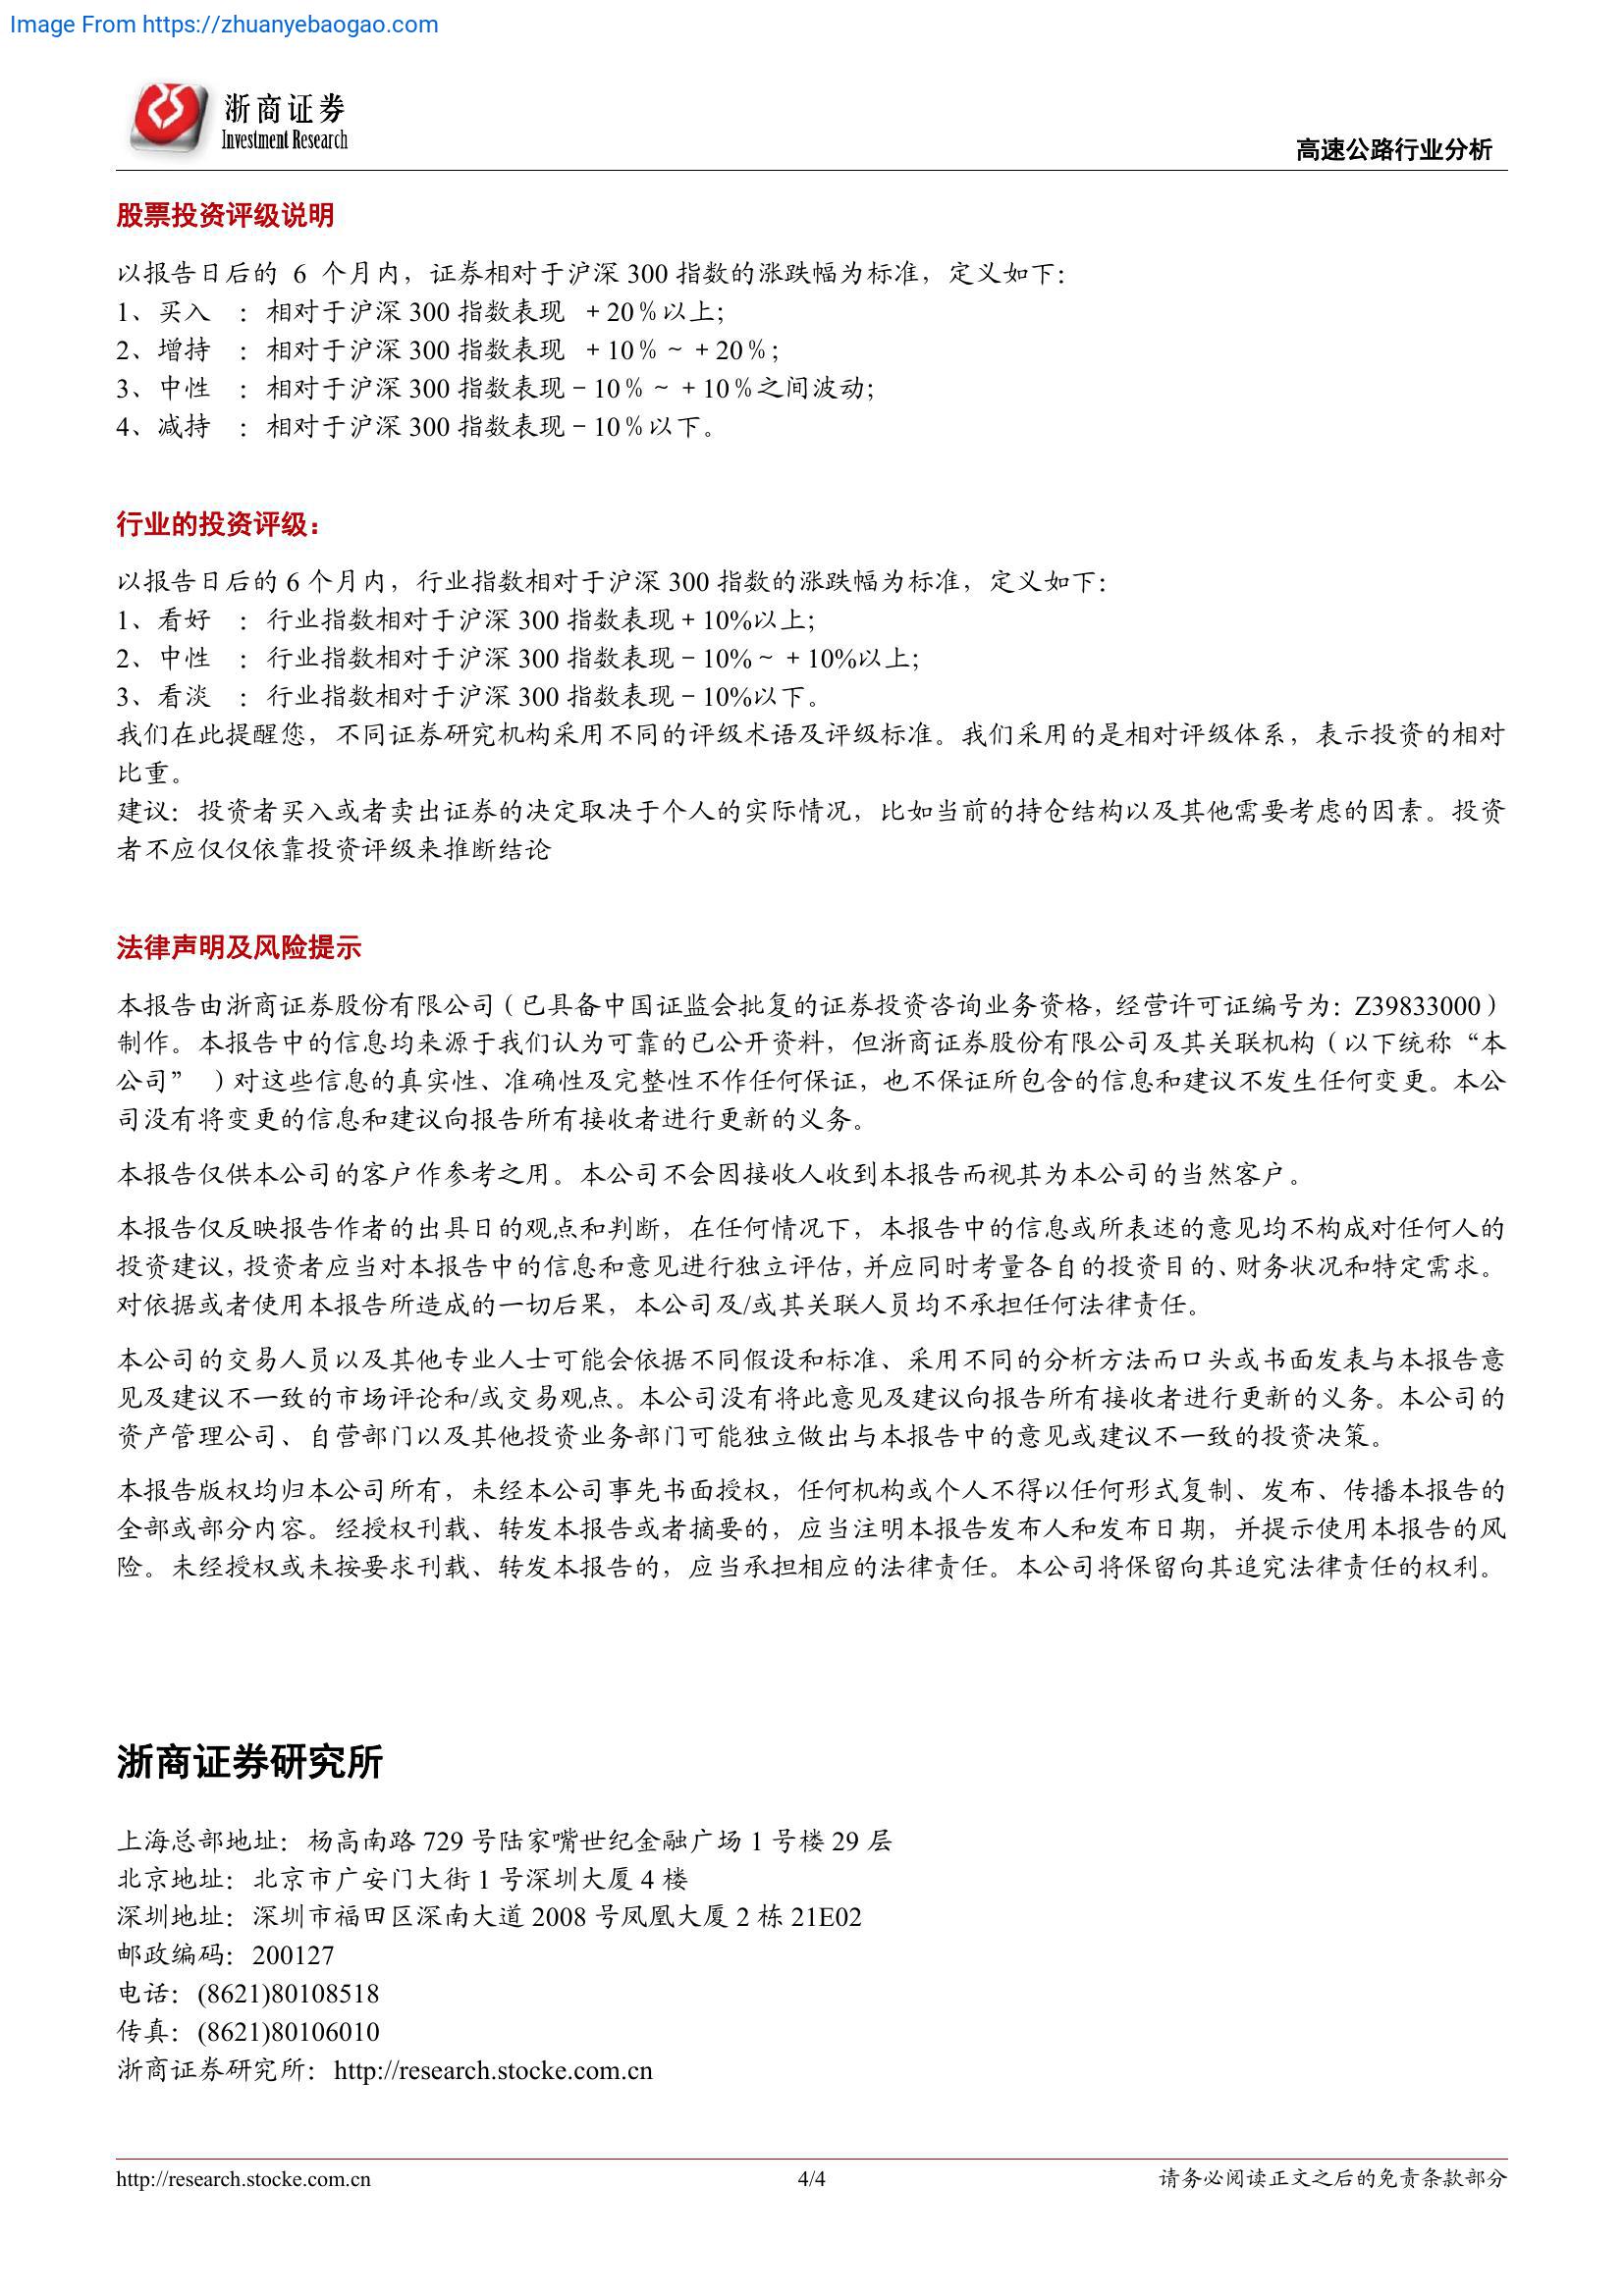 Image From https://zhuanyebaogao.com
浙商证券
Investment Research
高速公路行业分析
股票投资评级说明
以报告日后的 6 个月内，证券相对于沪深 300 指数的涨跌幅为标准，定义如下：
1、买入 ：相对于沪深 300 指数表现 ＋20％以上；
2、增持 ：相对于沪深 300 指数表现 ＋10％～＋20％；
3、中性 ：相对于沪深 300 指数表现－10％～＋10％之间波动；
4、减持 ：相对于沪深 300 指数表现－10％以下。
行业的投资评级：
以报告日后的 6 个月内，行业指数相对于沪深 300 指数的涨跌幅为标准，定义如下：
1、看好 ：行业指数相对于沪深 300 指数表现＋10%以上；
2、中性 ：行业指数相对于沪深 300 指数表现－10%～＋10%以上；
3、看淡 ：行业指数相对于沪深 300 指数表现－10%以下。
我们在此提醒您，不同证券研究机构采用不同的评级术语及评级标准。我们采用的是相对评级体系，表示投资的相对
比重。
建议：投资者买入或者卖出证券的决定取决于个人的实际情况，比如当前的持仓结构以及其他需要考虑的因素。投资
者不应仅仅依靠投资评级来推断结论
法律声明及风险提示
本报告由浙商证券股份有限公司（已具备中国证监会批复的证券投资咨询业务资格，经营许可证编号为：Z39833000）
制作。本报告中的信息均来源于我们认为可靠的已公开资料，但浙商证券股份有限公司及其关联机构（以下统称“本
公司” ）对这些信息的真实性、准确性及完整性不作任何保证，也不保证所包含的信息和建议不发生任何变更。本公
司没有将变更的信息和建议向报告所有接收者进行更新的义务。
本报告仅供本公司的客户作参考之用。本公司不会因接收人收到本报告而视其为本公司的当然客户。
本报告仅反映报告作者的出具日的观点和判断，在任何情况下，本报告中的信息或所表述的意见均不构成对任何人的
投资建议，投资者应当对本报告中的信息和意见进行独立评估，并应同时考量各自的投资目的、财务状况和特定需求。
对依据或者使用本报告所造成的一切后果，本公司及/或其关联人员均不承担任何法律责任。
本公司的交易人员以及其他专业人士可能会依据不同假设和标准、采用不同的分析方法而口头或书面发表与本报告意
见及建议不一致的市场评论和/或交易观点。本公司没有将此意见及建议向报告所有接收者进行更新的义务。本公司的
资产管理公司、自营部门以及其他投资业务部门可能独立做出与本报告中的意见或建议不一致的投资决策。
本报告版权均归本公司所有，未经本公司事先书面授权，任何机构或个人不得以任何形式复制、发布、传播本报告的
全部或部分内容。经授权刊载、转发本报告或者摘要的，应当注明本报告发布人和发布日期，并提示使用本报告的风
险。未经授权或未按要求刊载、转发本报告的，应当承担相应的法律责任。本公司将保留向其追究法律责任的权利。
浙商证券研究所
上海总部地址：杨高南路 729 号陆家嘴世纪金融广场 1 号楼 29 层
北京地址：北京市广安门大街 1 号深圳大厦 4 楼
深圳地址：深圳市福田区深南大道 2008 号凤凰大厦 2 栋 21E02
邮政编码：200127
电话：(8621)80108518
传真：(8621)80106010
浙商证券研究所：http://research.stocke.com.cn
http://research.stocke.com.cn 4/4 请务必阅读正文之后的免责条款部分